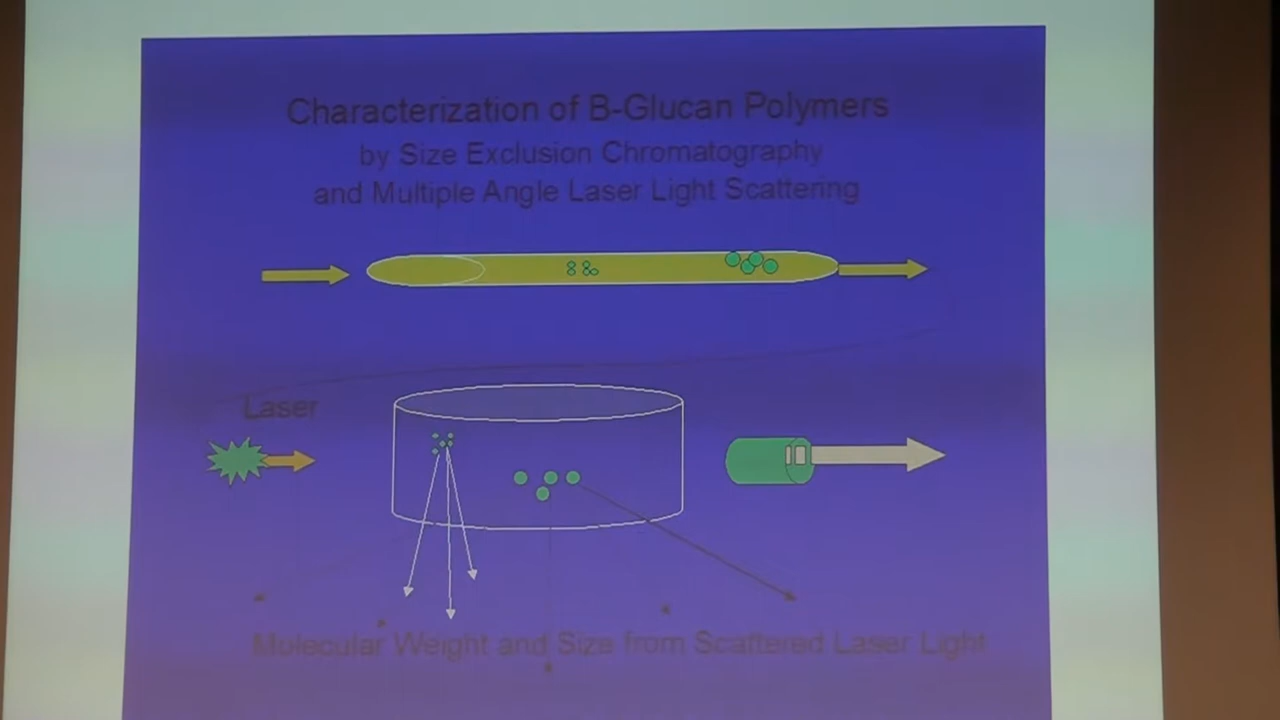 Characterization of B-Glucan Polymers
by Size Exclusion Chromatography
and Multiple Angle Laser Light Scattering
Laser
Molecular Weight and Size from Scattered Laser Light